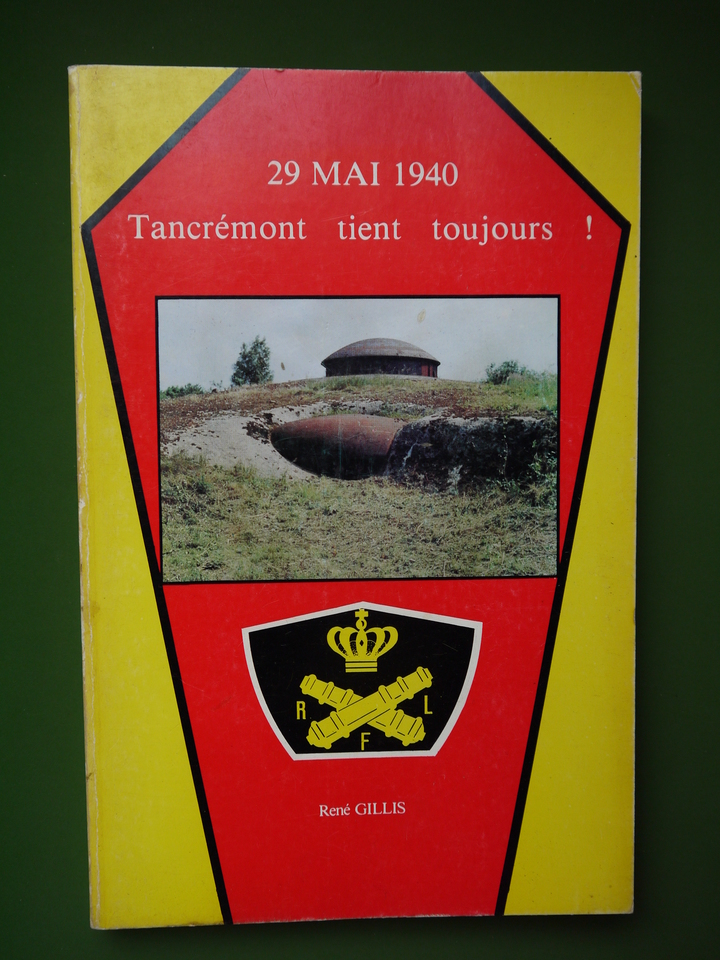 29 MAI 1940
Tancrémont tient toujours !
R L
F
René GILLIS